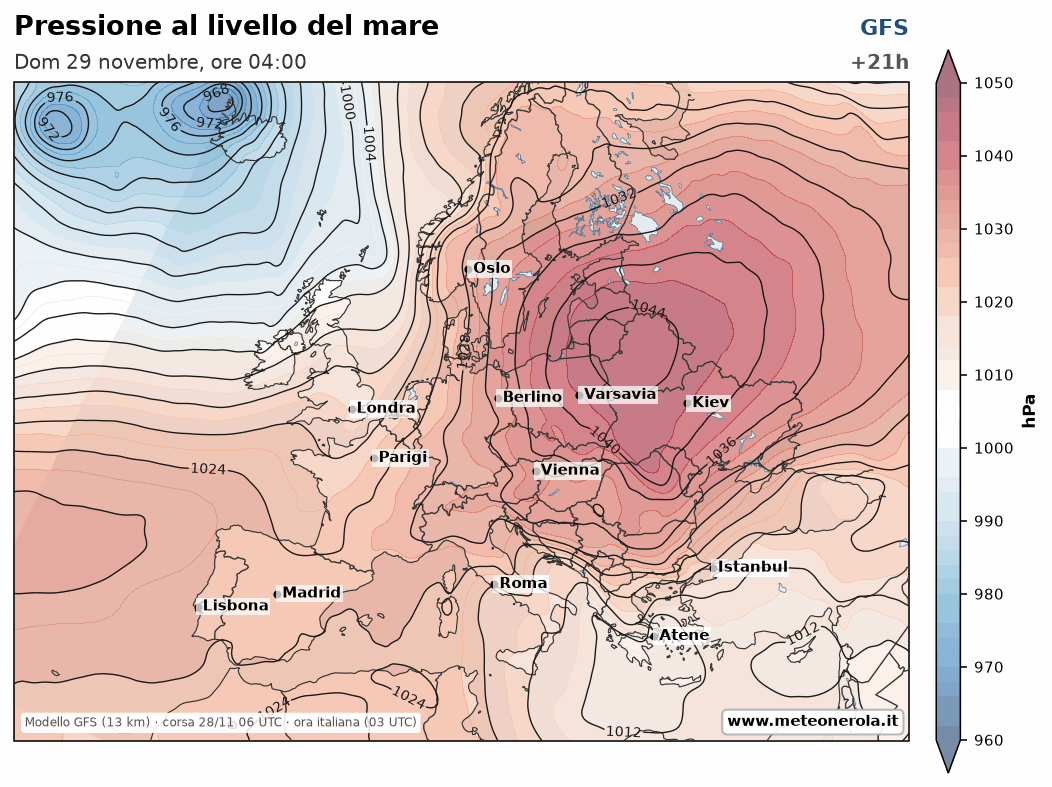 Pressione al livello del mare
GFS
Dom 29 novembre, ore 04:00
+21h
976
968
972
976
972
1000
1004
1032
Oslo
1044
1028
Berlino
Varsavia
Kiev
Londra
1040
1036
Parigi
1024
Vienna
Istanbul
Roma
Madrid
Lisbona
Atene
1012
1024
1024
1012
Modello GFS (13 km) · corsa 28/11 06 UTC · ora italiana (03 UTC)
www.meteonerola.it
1050
1040
1030
1020
1010
1000
990
980
970
960
hPa